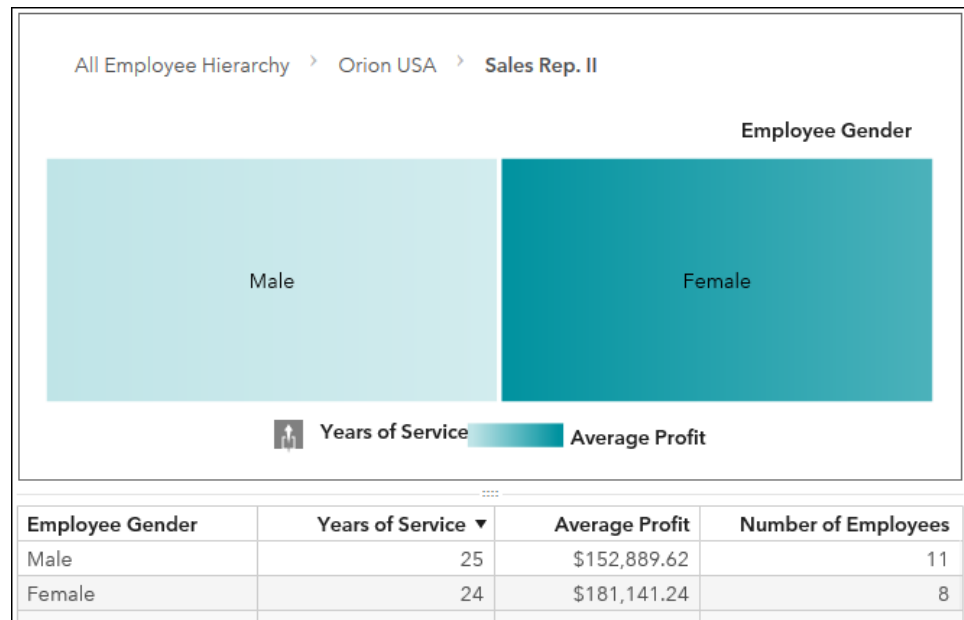 All Employee Hierarchy > Orion USA > Sales Rep. II
Employee Gender
Male Female
Years of Service Average Profit
Employee Gender Years of Service ▼ Average Profit Number of Employees
Male 25 $152,889.62 11
Female 24 $181,141.24 8